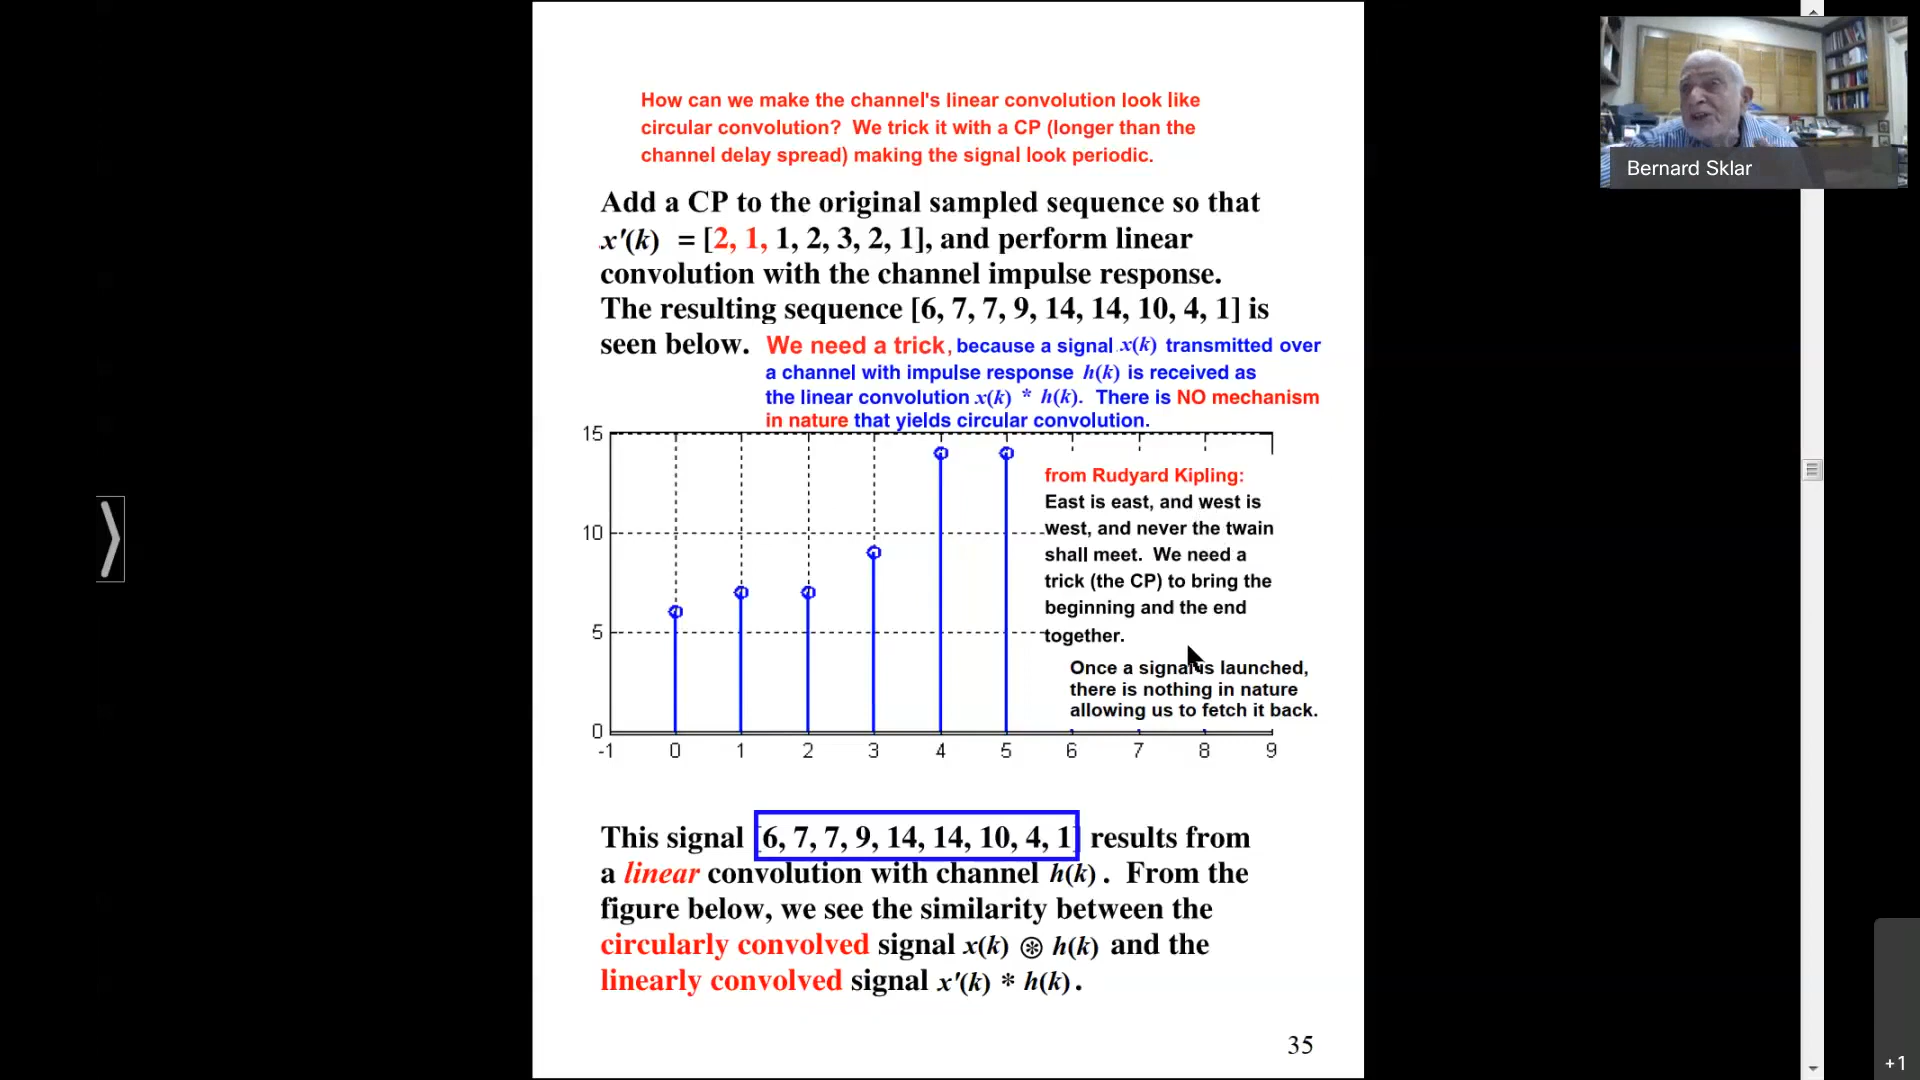 How can we make the channel's linear convolution look like
circular convolution? We trick it with a CP (longer than the
channel delay spread) making the signal look periodic.
Add a CP to the original sampled sequence so that
x'(k) = [2, 1, 1, 2, 3, 2, 1], and perform linear
convolution with the channel impulse response.
The resulting sequence [6, 7, 7, 9, 14, 14, 10, 4, 1] is
seen below. We need a trick, because a signal x(k) transmitted over
a channel with impulse response h(k) is received as
the linear convolution x(k) * h(k). There is NO mechanism
in nature that yields circular convolution.
15
10
5
0
-1 0 1 2 3 4 5 6 7 8 9
from Rudyard Kipling:
East is east, and west is
west, and never the twain
shall meet. We need a
trick (the CP) to bring the
beginning and the end
together.
Once a signal is launched,
there is nothing in nature
allowing us to fetch it back.
This signal [6, 7, 7, 9, 14, 14, 10, 4, 1] results from
a linear convolution with channel h(k). From the
figure below, we see the similarity between the
circularly convolved signal x(k) ⊛ h(k) and the
linearly convolved signal x'(k) * h(k).
35
Bernard Sklar
+1